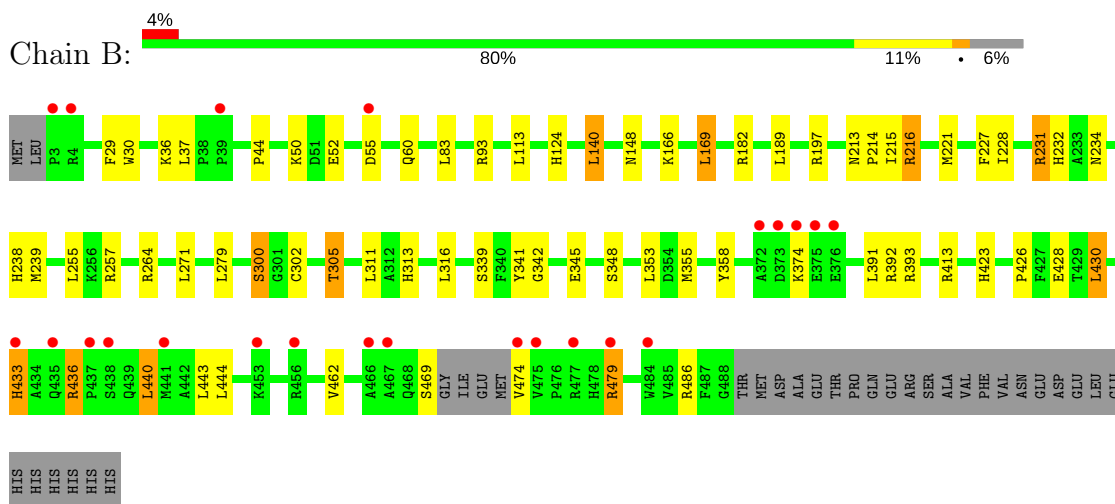 4%
Chain B:
80% 11% • 6%
MET LEU P3 R4 F29 W30 K36 L37 P38 P39 P44 K50 D51 E52 D55 Q60 L83 R93 L113 H124 L140 N148 K166 L169 R182 L189 R197 N213 P214 I215 R216 M221 F227 I228 R231 H232 A233 N234
H238 M239 L255 K256 R257 R264 L271 L279 S300 G301 C302 T305 L311 A312 H313 L316 S339 F340 Y341 G342 E345 S348 L353 D354 M355 Y358 A372 D373 K374 E375 E376 L391 R392 R393 R413 H423 P426 F427 E428 T429 L430
H433 A434 Q435 R436 P437 S438 Q439 L440 M441 A442 L443 L444 K453 R456 V462 A466 A467 Q468 S469 GLY ILE GLU MET V474 V475 P476 R477 H478 R479 W484 V485 R486 F487 G488 THR MET ASP ALA GLU THR PRO GLN GLU ARG SER ALA VAL PHE VAL ASN GLU ASP GLU LEU GLU
HIS HIS HIS HIS HIS HIS